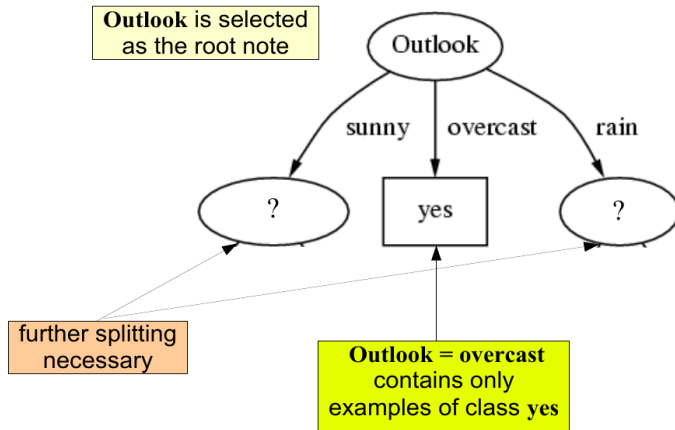 Outlook is selected
as the root note
Outlook
sunny
overcast
rain
?
yes
?
further splitting
necessary
Outlook = overcast
contains only
examples of class yes